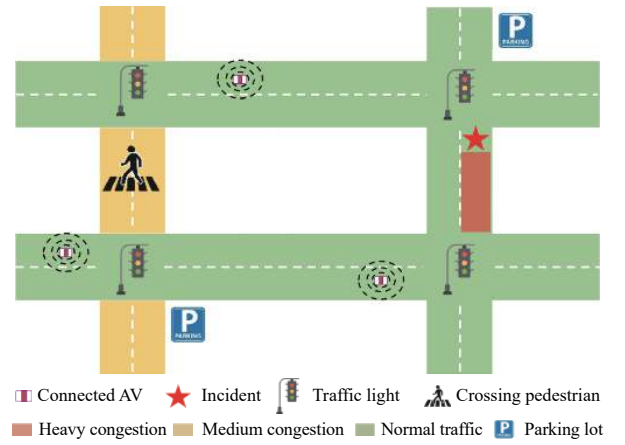 P
PARKING
P
PARKING
Connected AV Incident Traffic light Crossing pedestrian
Heavy congestion Medium congestion Normal traffic P Parking lot